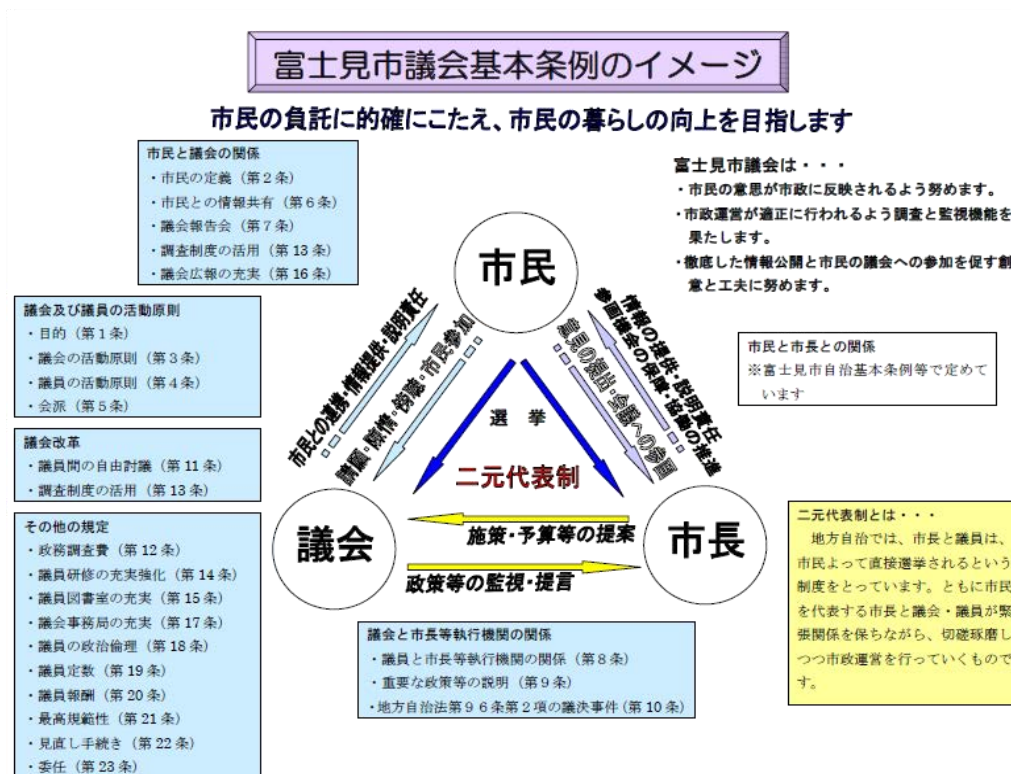 富士見市議会基本条例のイメージ
市民の負託に的確にこたえ、市民の暮らしの向上を目指します
市民と議会の関係
・市民の定義（第２条）
・市民との情報共有（第６条）
・議会報告会（第７条）
・調査制度の活用（第 13 条）
・議会広報の充実（第 16 条）
富士見市議会は・・・
・市民の意思が市政に反映されるよう努めます。
・市政運営が適正に行われるよう調査と監視機能を
果たします。
・徹底した情報公開と市民の議会への参加を促す創
意と工夫に努めます。
市民
議会及び議員の活動原則
・目的（第１条）
・議会の活動原則（第３条）
・議員の活動原則（第４条）
・会派（第５条）
市民との連携・情報提供・説明責任
請願・陳情・傍聴・市民参加
意見の提出・会議への参画
情報の提供・説明責任
参画機会の保障・協働の推進
市民と市長との関係
※富士見市自治基本条例等で定めて
います
選 挙
二元代表制
議会改革
・議員間の自由討議（第 11 条）
・調査制度の活用（第 13 条）
議会
施策・予算等の提案
政策等の監視・提言
市長
その他の規定
・政務調査費（第 12 条）
・議員研修の充実強化（第 14 条）
・議員図書室の充実（第 15 条）
・議会事務局の充実（第 17 条）
・議員の政治倫理（第 18 条）
・議員定数（第 19 条）
・議員報酬（第 20 条）
・最高規範性（第 21 条）
・見直し手続き（第 22 条）
・委任（第 23 条）
議会と市長等執行機関の関係
・議員と市長等執行機関の関係（第８条）
・重要な政策等の説明（第９条）
・地方自治法第９６条第２項の議決事件（第 10 条）
二元代表制とは・・・
地方自治では、市長と議員は、
市民よって直接選挙されるという
制度をとっています。ともに市民
を代表する市長と議会・議員が緊
張関係を保ちながら、切磋琢磨し
つつ市政運営を行っていくもので
す。